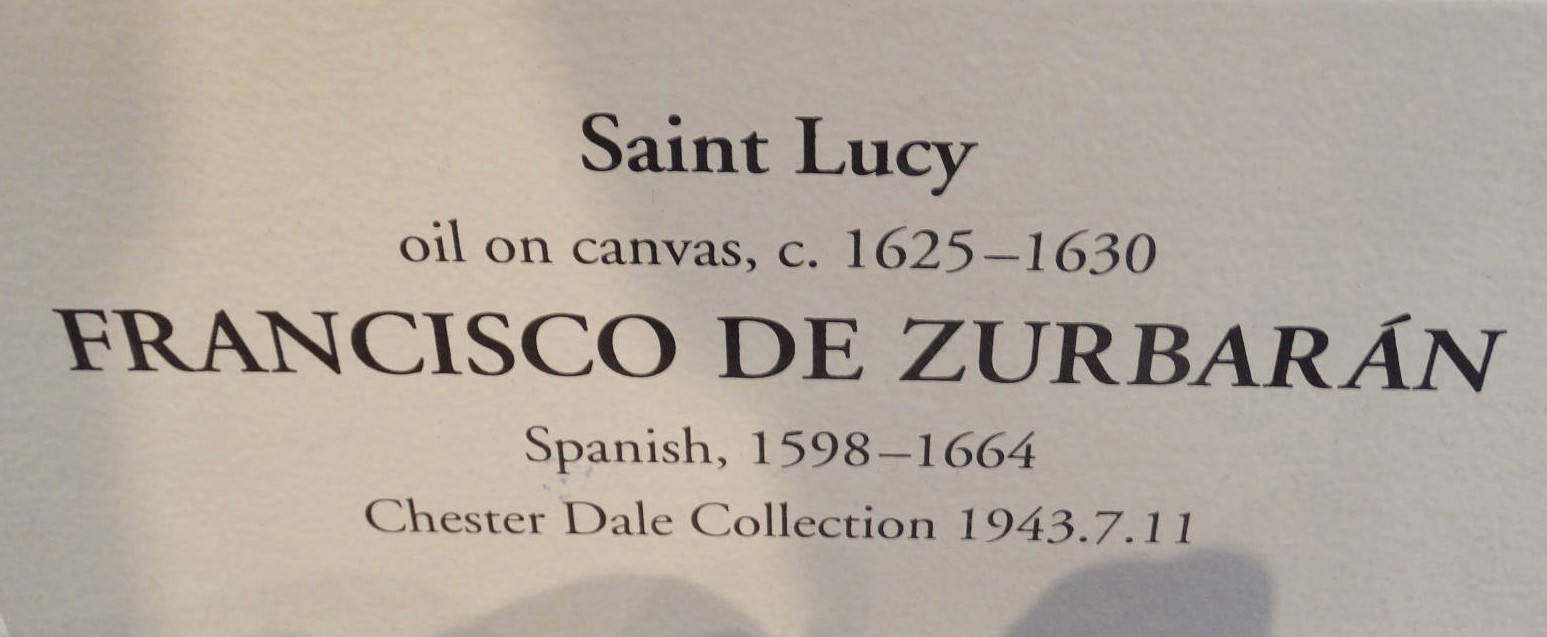 Saint Lucy
oil on canvas, c. 1625–1630
FRANCISCO DE ZURBARÁN
Spanish, 1598–1664
Chester Dale Collection 1943.7.11